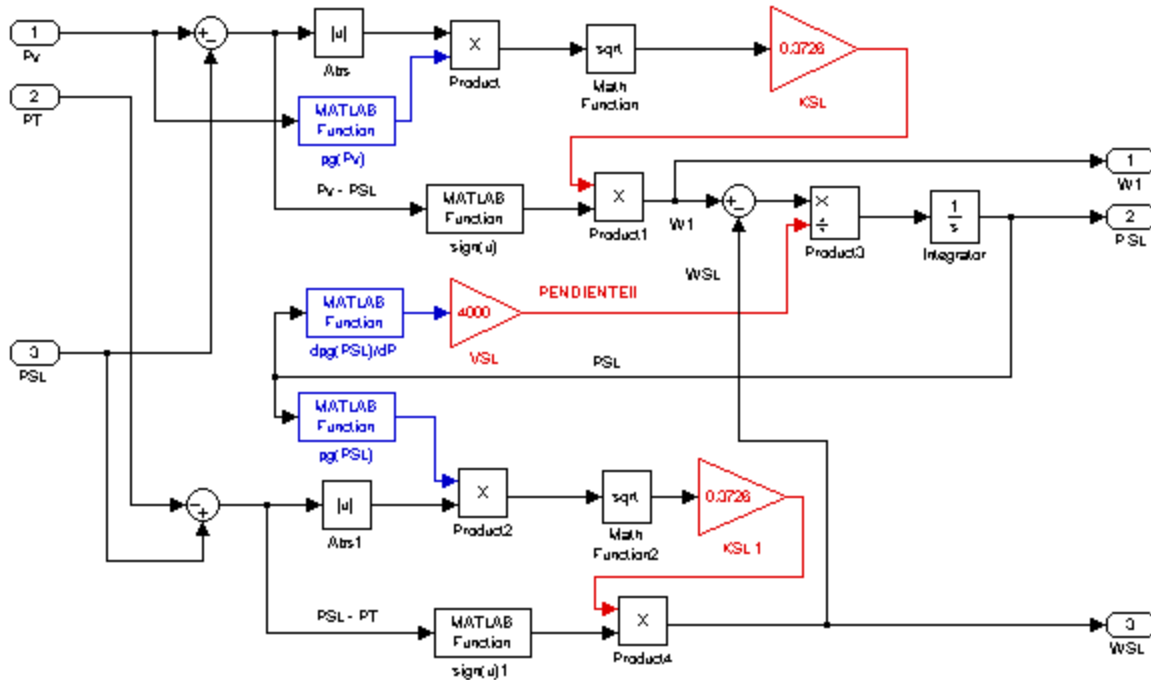 1
Pv
2
PT
+
-
|u|
Abs
X
Product
sqrt
Math
Function
0.3726
KSL
MATLAB
Function
pg(Pv)
Pv - PSL
MATLAB
Function
sign(u)
X
Product1
W1
+
-
X
÷
Product3
1
s
Integrator
1
W1
2
PSL
WSL
MATLAB
Function
dpg(PSL)/dP
4000
VSL
PENDIENTEII
3
PSL
PSL
MATLAB
Function
pg(PSL)
-
+
|u|
Abs1
X
Product2
sqrt
Math
Function2
0.3726
KSL 1
PSL - PT
MATLAB
Function
sign(u)1
X
Product4
3
WSL